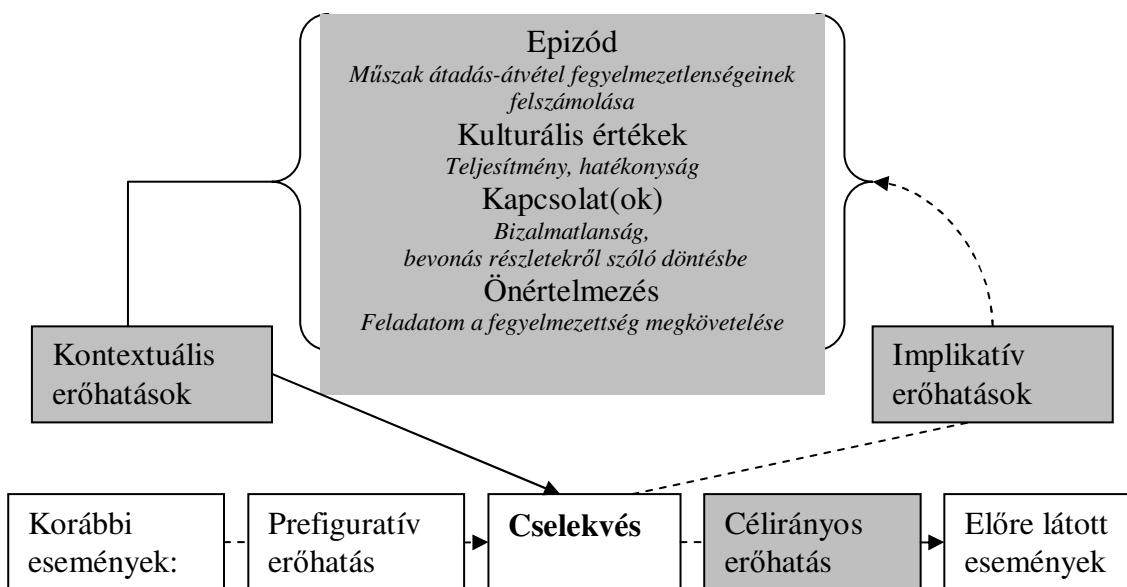 Epizód
Műszak átadás-átvétel fegyelmezetlenségeinek
felszámolása
Kulturális értékek
Teljesítmény, hatékonyság
Kapcsolat(ok)
Bizalmatlanság,
bevonás részletekről szóló döntésbe
Önértelmezés
Feladatom a fegyelmezettség megkövetelése
Kontextuális
erőhatások
Implikatív
erőhatások
Korábbi
események:
Prefiguratív
erőhatás
Cselekvés
Célirányos
erőhatás
Előre látott
események